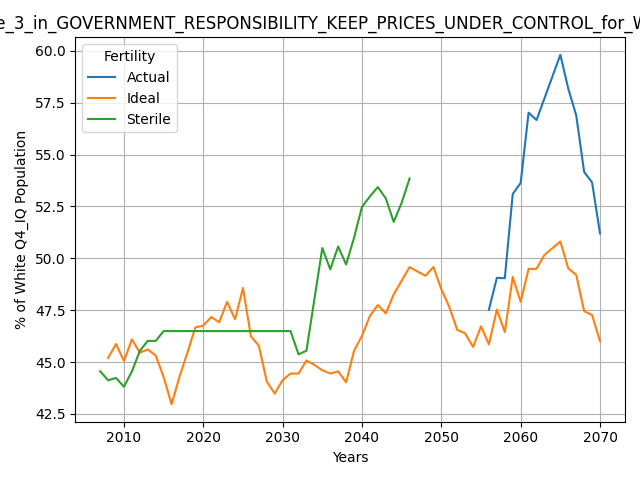 e_3_in_GOVERNMENT_RESPONSIBILITY_KEEP_PRICES_UNDER_CONTROL_for_W
60.0
57.5
55.0
52.5
50.0
47.5
45.0
42.5
% of White Q4_IQ Population
Fertility
Actual
Ideal
Sterile
2010 2020 2030 2040 2050 2060 2070
Years